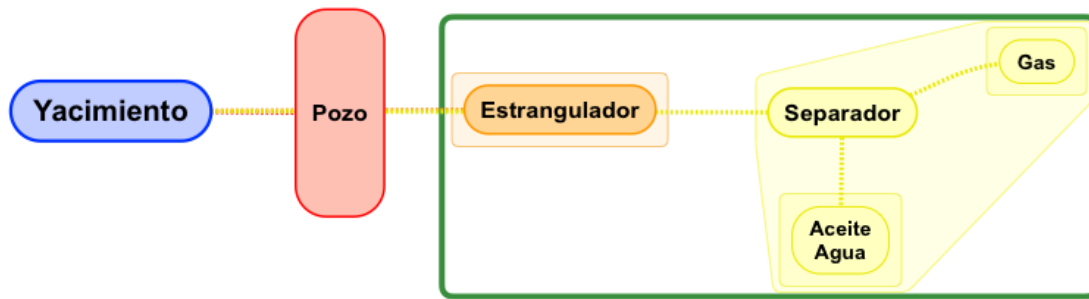 Yacimiento
Pozo
Estrangulador
Separador
Gas
Aceite
Agua